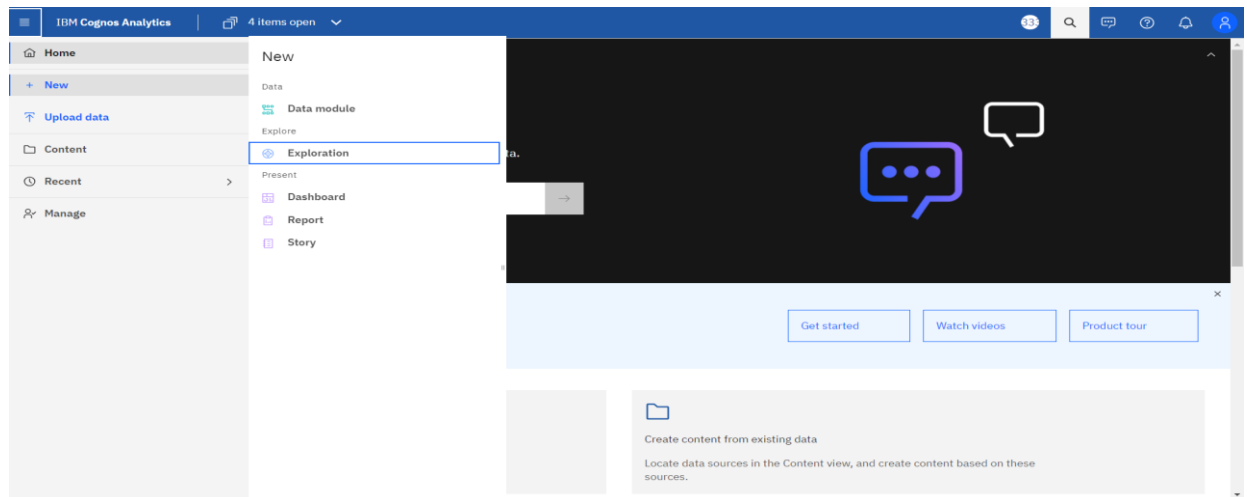 IBM Cognos Analytics
4 items open
Home
New
Upload data
Content
Recent
Manage
New
Data
Data module
Explore
Exploration
Present
Dashboard
Report
Story
ta.
Get started
Watch videos
Product tour
Create content from existing data
Locate data sources in the Content view, and create content based on these
sources.